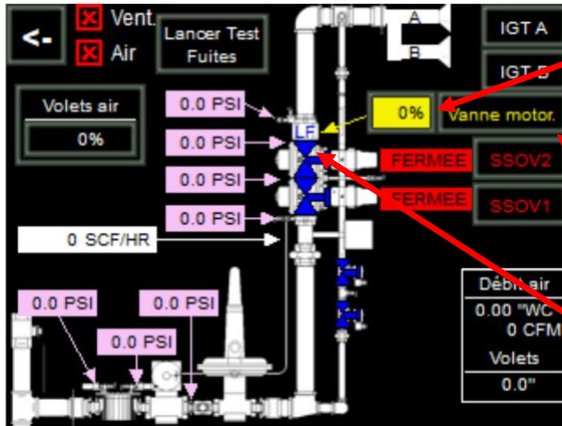 <-
Vent.
Air
Lancer Test
Fuites
A
B
IGT A
IGT B
Volets air
0%
0.0 PSI
0.0 PSI
0.0 PSI
0.0 PSI
LF
0%
Vanne motor.
FERMEE
SSOV2
FERMEE
SSOV1
0 SCF/HR
0.0 PSI
0.0 PSI
0.0 PSI
Débit air
0.00 "WC
0 CFM
Volets
0.0"